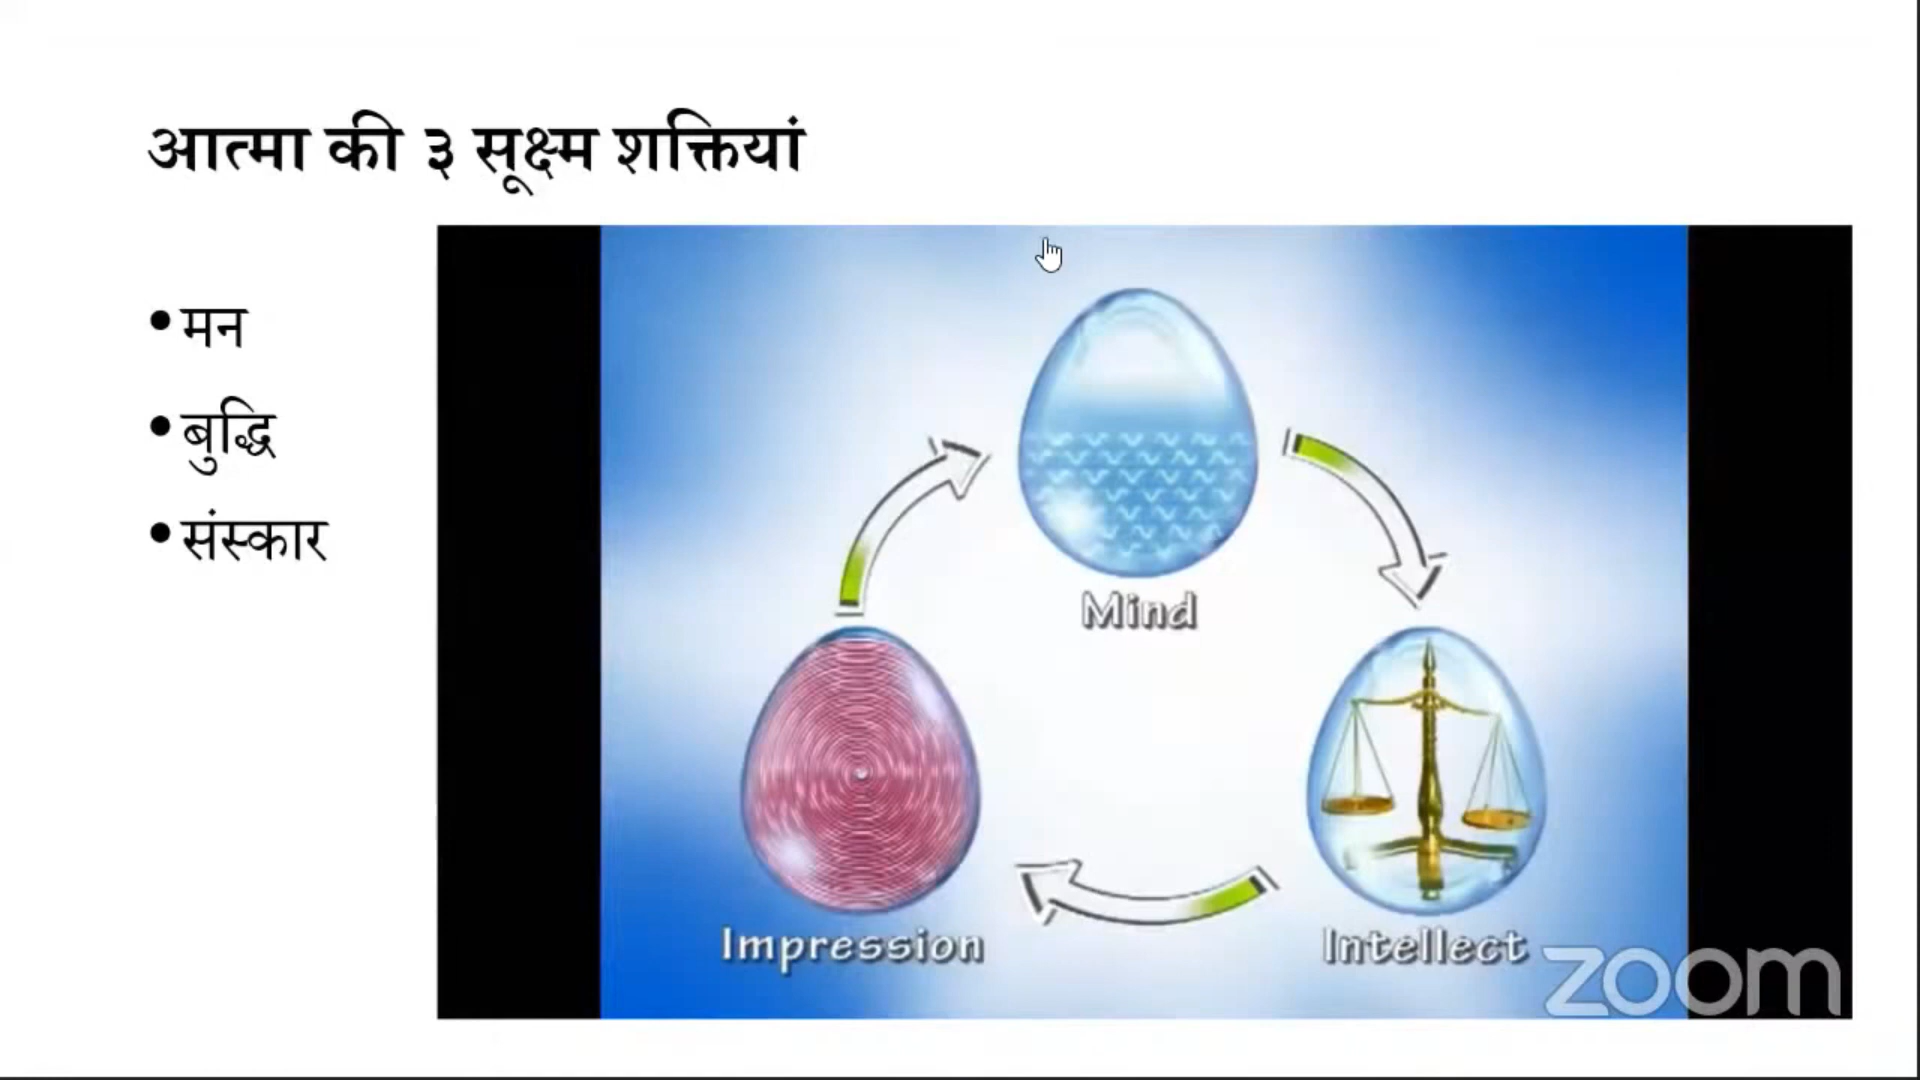 आत्मा की ३ सूक्ष्म शक्तियां
• मन
• बुद्धि
• संस्कार
Mind
Impression
Intellect
zoom